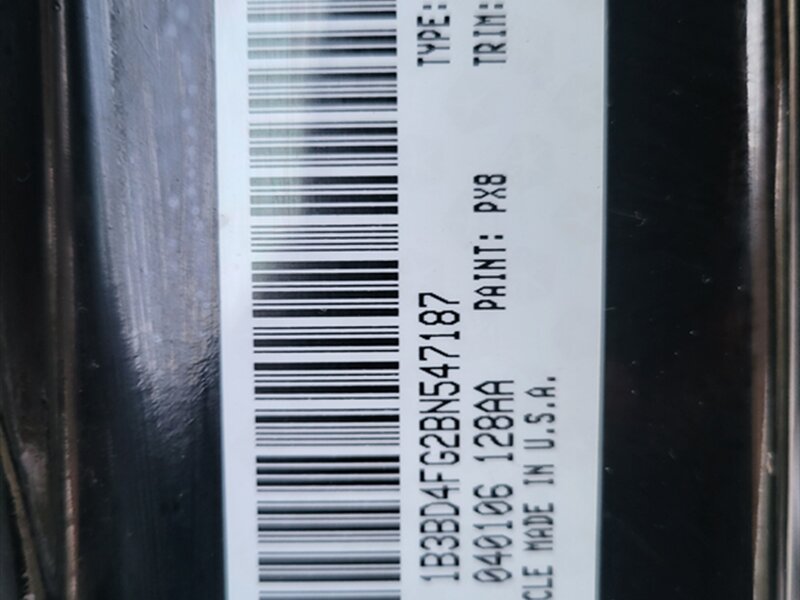 1B3BD4FG2BN547187 TYPE:
040106 128AA PAINT: PX8 TRIM:
CLE MADE IN U.S.A.